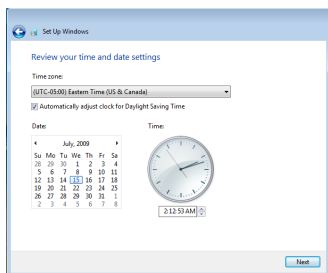 Set Up Windows
Review your time and date settings
Time zone:
(UTC-05:00) Eastern Time (US & Canada)
Automatically adjust clock for Daylight Saving Time
Date:
Time:
July, 2009
Su Mo Tu We Th Fr Sa
28 29 30 1 2 3 4
5 6 7 8 9 10 11
12 13 14 15 16 17 18
19 20 21 22 23 24 25
26 27 28 29 30 31 1
2 3 4 5 6 7 8
2:12:53 AM
Next